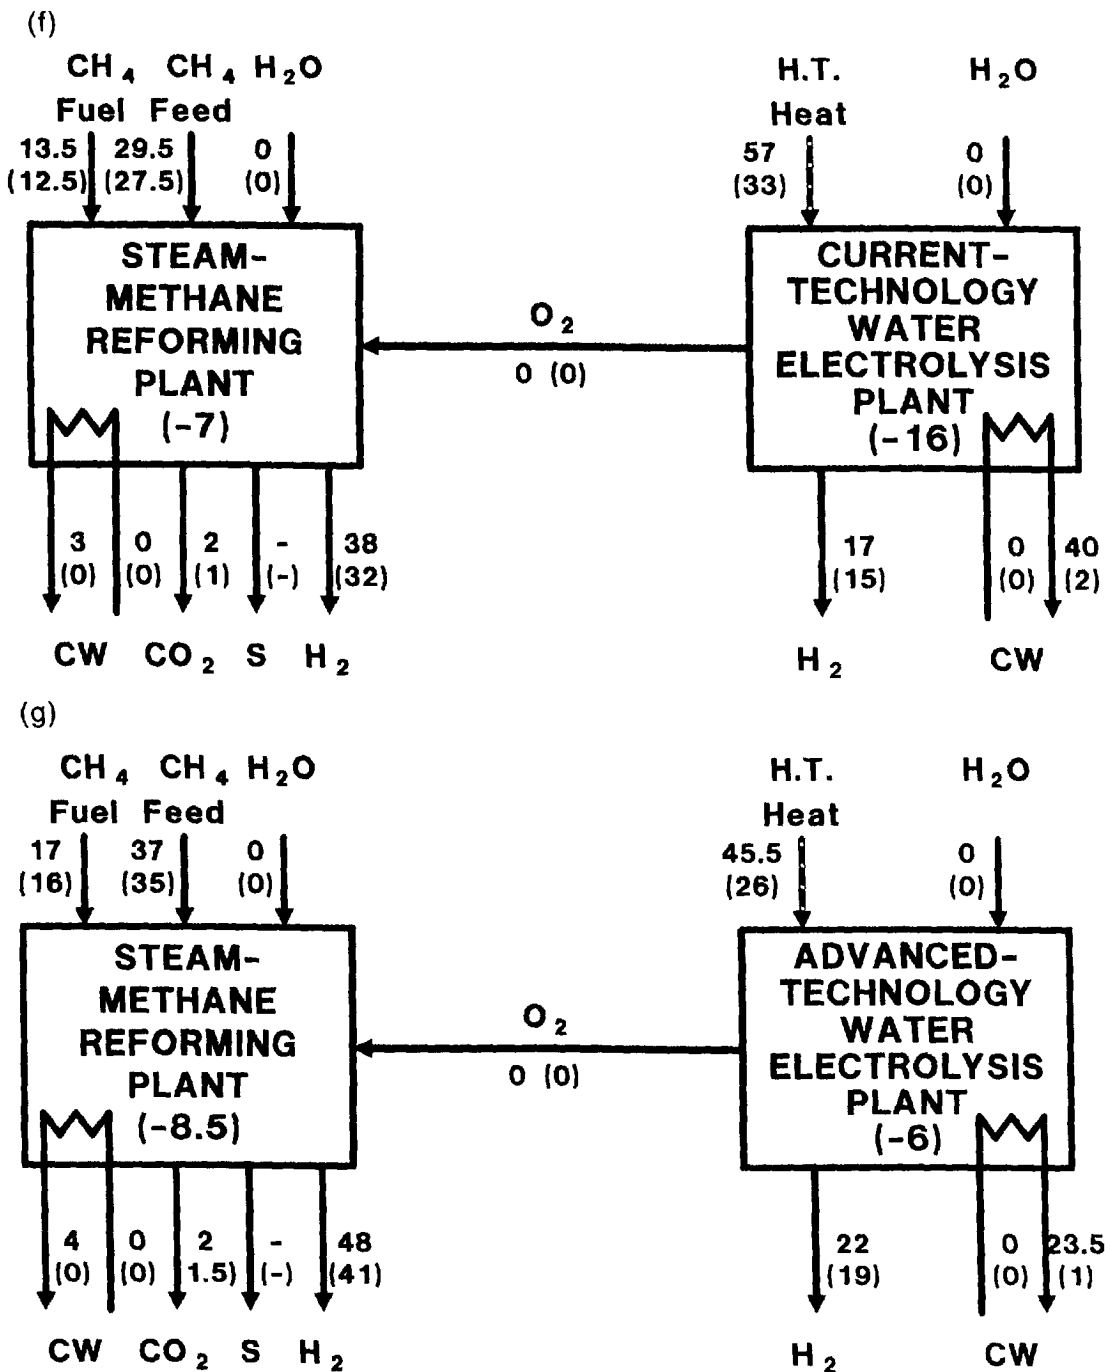 (f)
CH₄ CH₄ H₂O
Fuel Feed
H.T. H₂O
Heat
13.5 29.5 0
(12.5) (27.5) (0)
57 0
(33) (0)
STEAM-
METHANE
REFORMING
PLANT
(-7)
O₂
0 (0)
CURRENT-
TECHNOLOGY
WATER
ELECTROLYSIS
PLANT
(-16)
3 0 2 - 38
(0) (0) (1) (-) (32)
17 0 40
(15) (0) (2)
CW CO₂ S H₂
H₂ CW
(g)
CH₄ CH₄ H₂O
Fuel Feed
H.T. H₂O
Heat
17 37 0
(16) (35) (0)
45.5 0
(26) (0)
STEAM-
METHANE
REFORMING
PLANT
(-8.5)
O₂
0 (0)
ADVANCED-
TECHNOLOGY
WATER
ELECTROLYSIS
PLANT
(-6)
4 0 2 - 48
(0) (0) 1.5) (-) (41)
22 0 23.5
(19) (0) (1)
CW CO₂ S H₂
H₂ CW